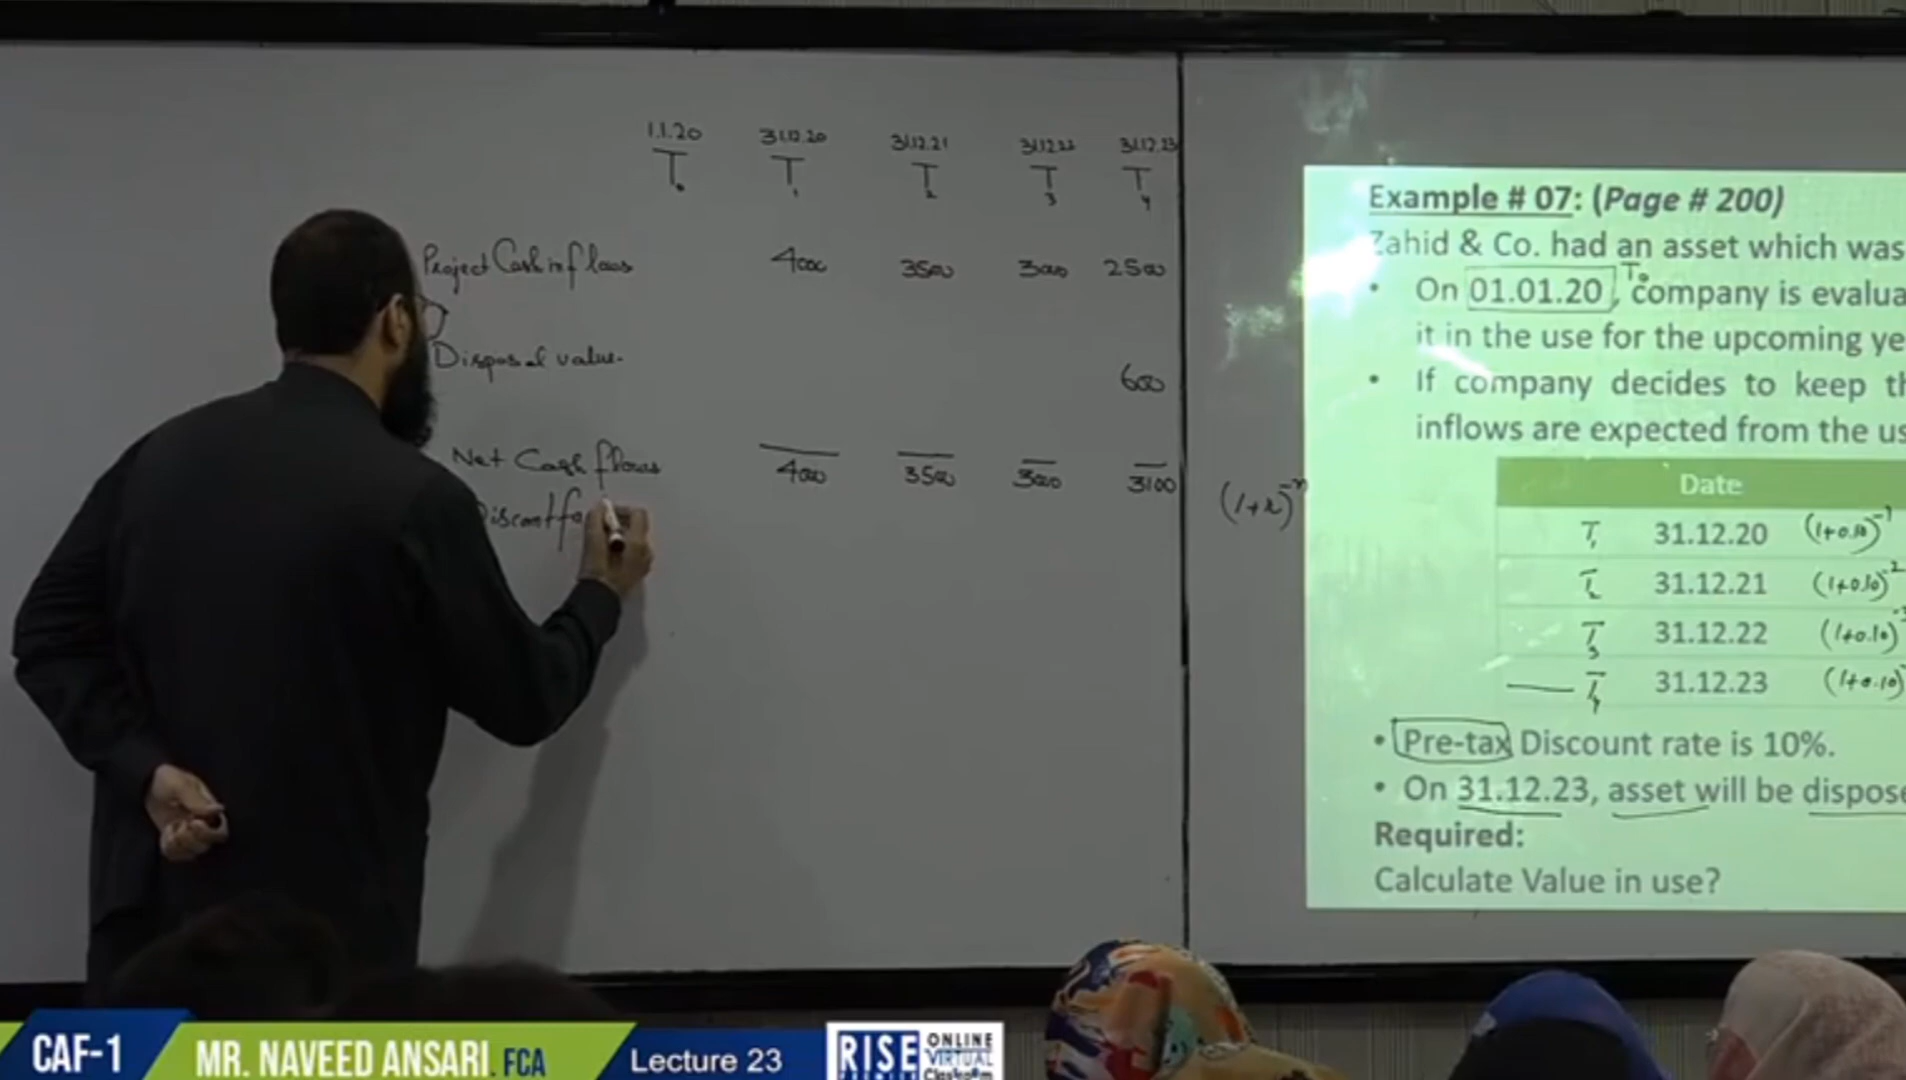 1.1.20 31.12.20 31.12.21 31.12.22 31.12.23
T0 T1 T2 T3 T4
Project Cash inflows 4000 3500 3000 2500
Disposal value 600
Net Cash flows 4000 3500 3000 3100
Discont fa
(1+r)^-n
Example # 07: (Page # 200)
Zahid & Co. had an asset which was
T0
On 01.01.20, company is evalua
it in the use for the upcoming ye
If company decides to keep th
inflows are expected from the us
Date
T1 31.12.20 (1+0.10)^-1
T2 31.12.21 (1+0.10)^-2
T3 31.12.22 (1+0.10)
T4 31.12.23 (1+0.10)
• Pre-tax Discount rate is 10%.
• On 31.12.23, asset will be dispose
Required:
Calculate Value in use?
CAF-1
MR. NAVEED ANSARI. FCA
Lecture 23
RISE
PREMIER
ONLINE
VIRTUAL
Classroom